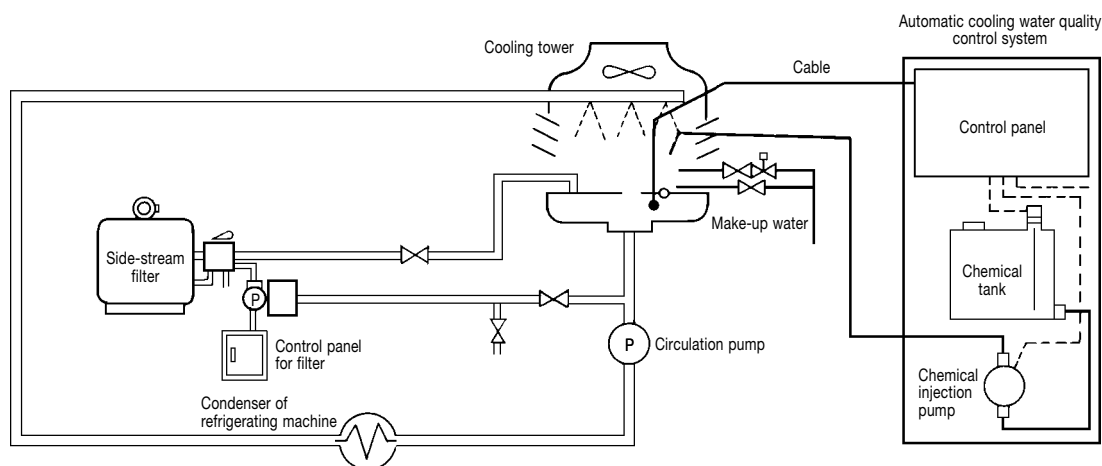 Automatic cooling water quality
control system
Cooling tower
Cable
Control panel
Side-stream
filter
Make-up water
Chemical
tank
P
Control panel
for filter
P
Circulation pump
Chemical
injection
pump
Condenser of
refrigerating machine